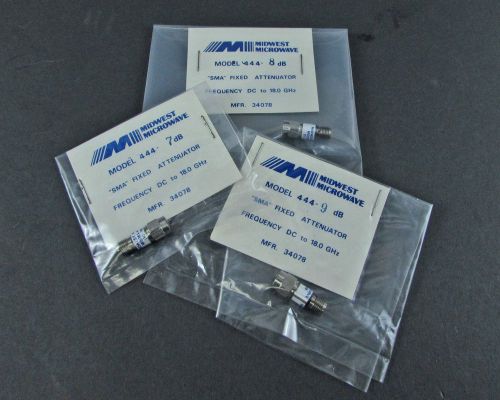 MIDWEST
MICROWAVE
MODEL 444- 8 dB
"SMA" FIXED ATTENUATOR
FREQUENCY DC to 18.0 GHz
MFR. 34078
MIDWEST
MICROWAVE
MODEL 444- 7 dB
"SMA" FIXED ATTENUATOR
FREQUENCY DC to 18.0 GHz
MFR. 34078
MIDWEST
MICROWAVE
MODEL 444- 9 dB
"SMA" FIXED ATTENUATOR
FREQUENCY DC to 18.0 GHz
MFR. 34078